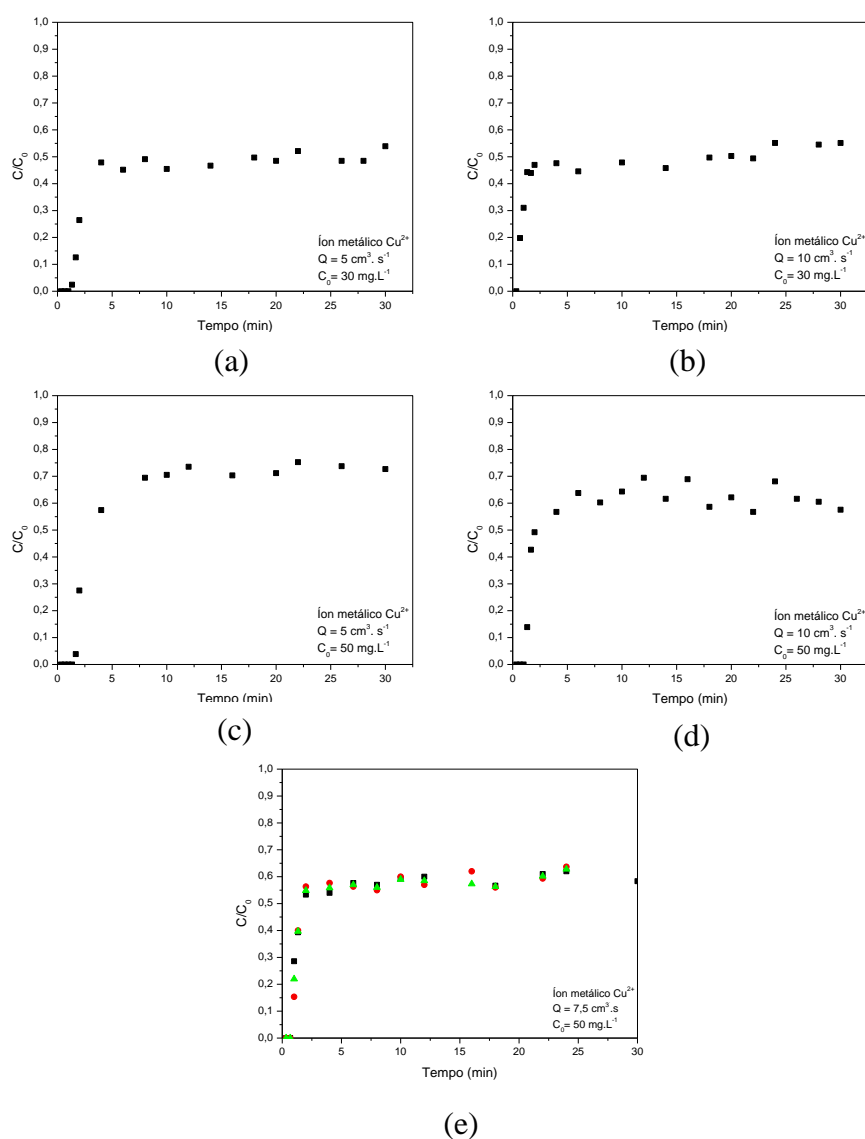 1,0
0,9
0,8
0,7
0,6
0,5
0,4
0,3
0,2
0,1
0,0
C/C₀
0 5 10 15 20 25 30
Tempo (min)
Íon metálico Cu²⁺
Q = 5 cm³. s⁻¹
C₀= 30 mg.L⁻¹
(a)
1,0
0,9
0,8
0,7
0,6
0,5
0,4
0,3
0,2
0,1
0,0
C/C₀
0 5 10 15 20 25 30
Tempo (min)
Íon metálico Cu²⁺
Q = 10 cm³. s⁻¹
C₀= 30 mg.L⁻¹
(b)
1,0
0,9
0,8
0,7
0,6
0,5
0,4
0,3
0,2
0,1
0,0
C/C₀
0 5 10 15 20 25 30
Tempo (min)
Íon metálico Cu²⁺
Q = 5 cm³. s⁻¹
C₀= 50 mg.L⁻¹
(c)
1,0
0,9
0,8
0,7
0,6
0,5
0,4
0,3
0,2
0,1
0,0
C/C₀
0 5 10 15 20 25 30
Tempo (min)
Íon metálico Cu²⁺
Q = 10 cm³. s⁻¹
C₀= 50 mg.L⁻¹
(d)
1,0
0,9
0,8
0,7
0,6
0,5
0,4
0,3
0,2
0,1
0,0
C/C₀
0 5 10 15 20 25 30
Tempo (min)
Íon metálico Cu²⁺
Q = 7,5 cm³.s
C₀= 50 mg.L⁻¹
(e)